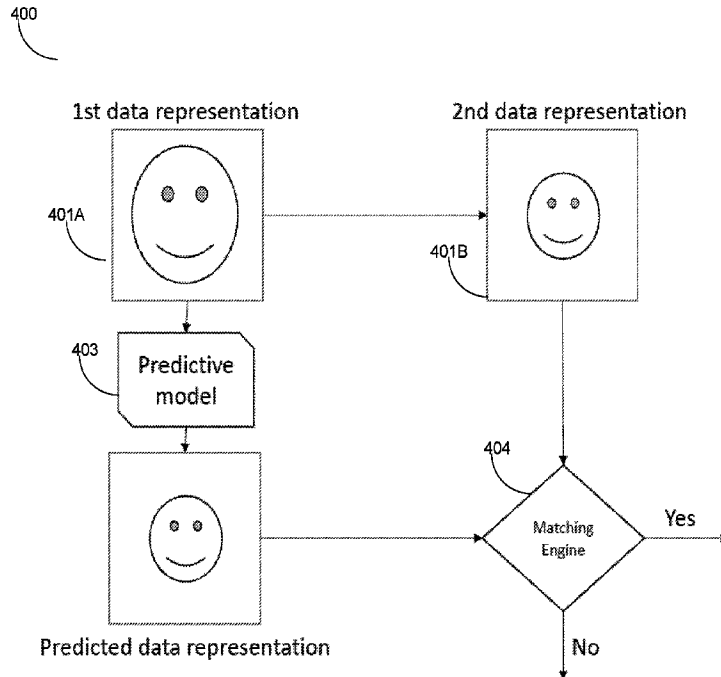 400
1st data representation
2nd data representation
401A
401B
403
Predictive
model
404
Matching
Engine
Yes
Predicted data representation
No